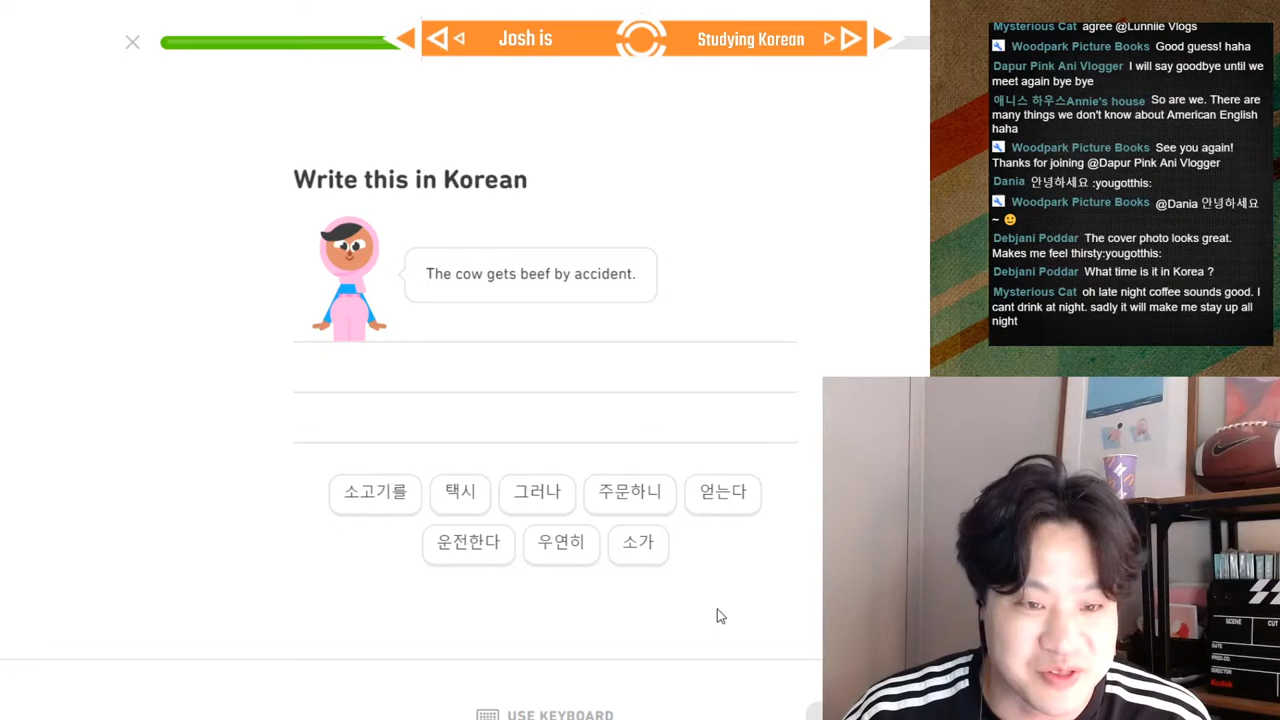 Josh is
Studying Korean
Write this in Korean
The cow gets beef by accident.
소고기를 택시 그러나 주문하니 얻는다
운전한다 우연히 소가
USE KEYBOARD
Mysterious Cat agree @Lunniie Vlogs
Woodpark Picture Books Good guess! haha
Dapur Pink Ani Vlogger I will say goodbye until we
meet again bye bye
애니스 하우스Annie's house So are we. There are
many things we don't know about American English
haha
Woodpark Picture Books See you again!
Thanks for joining @Dapur Pink Ani Vlogger
Dania 안녕하세요 :yougotthis:
Woodpark Picture Books @Dania 안녕하세요
~
Debjani Poddar The cover photo looks great.
Makes me feel thirsty:yougotthis:
Debjani Poddar What time is it in Korea ?
Mysterious Cat oh late night coffee sounds good. I
cant drink at night. sadly it will make me stay up all
night
SCENE
CUT
DATE
PROD.CO.
DIRECTOR
Kodak